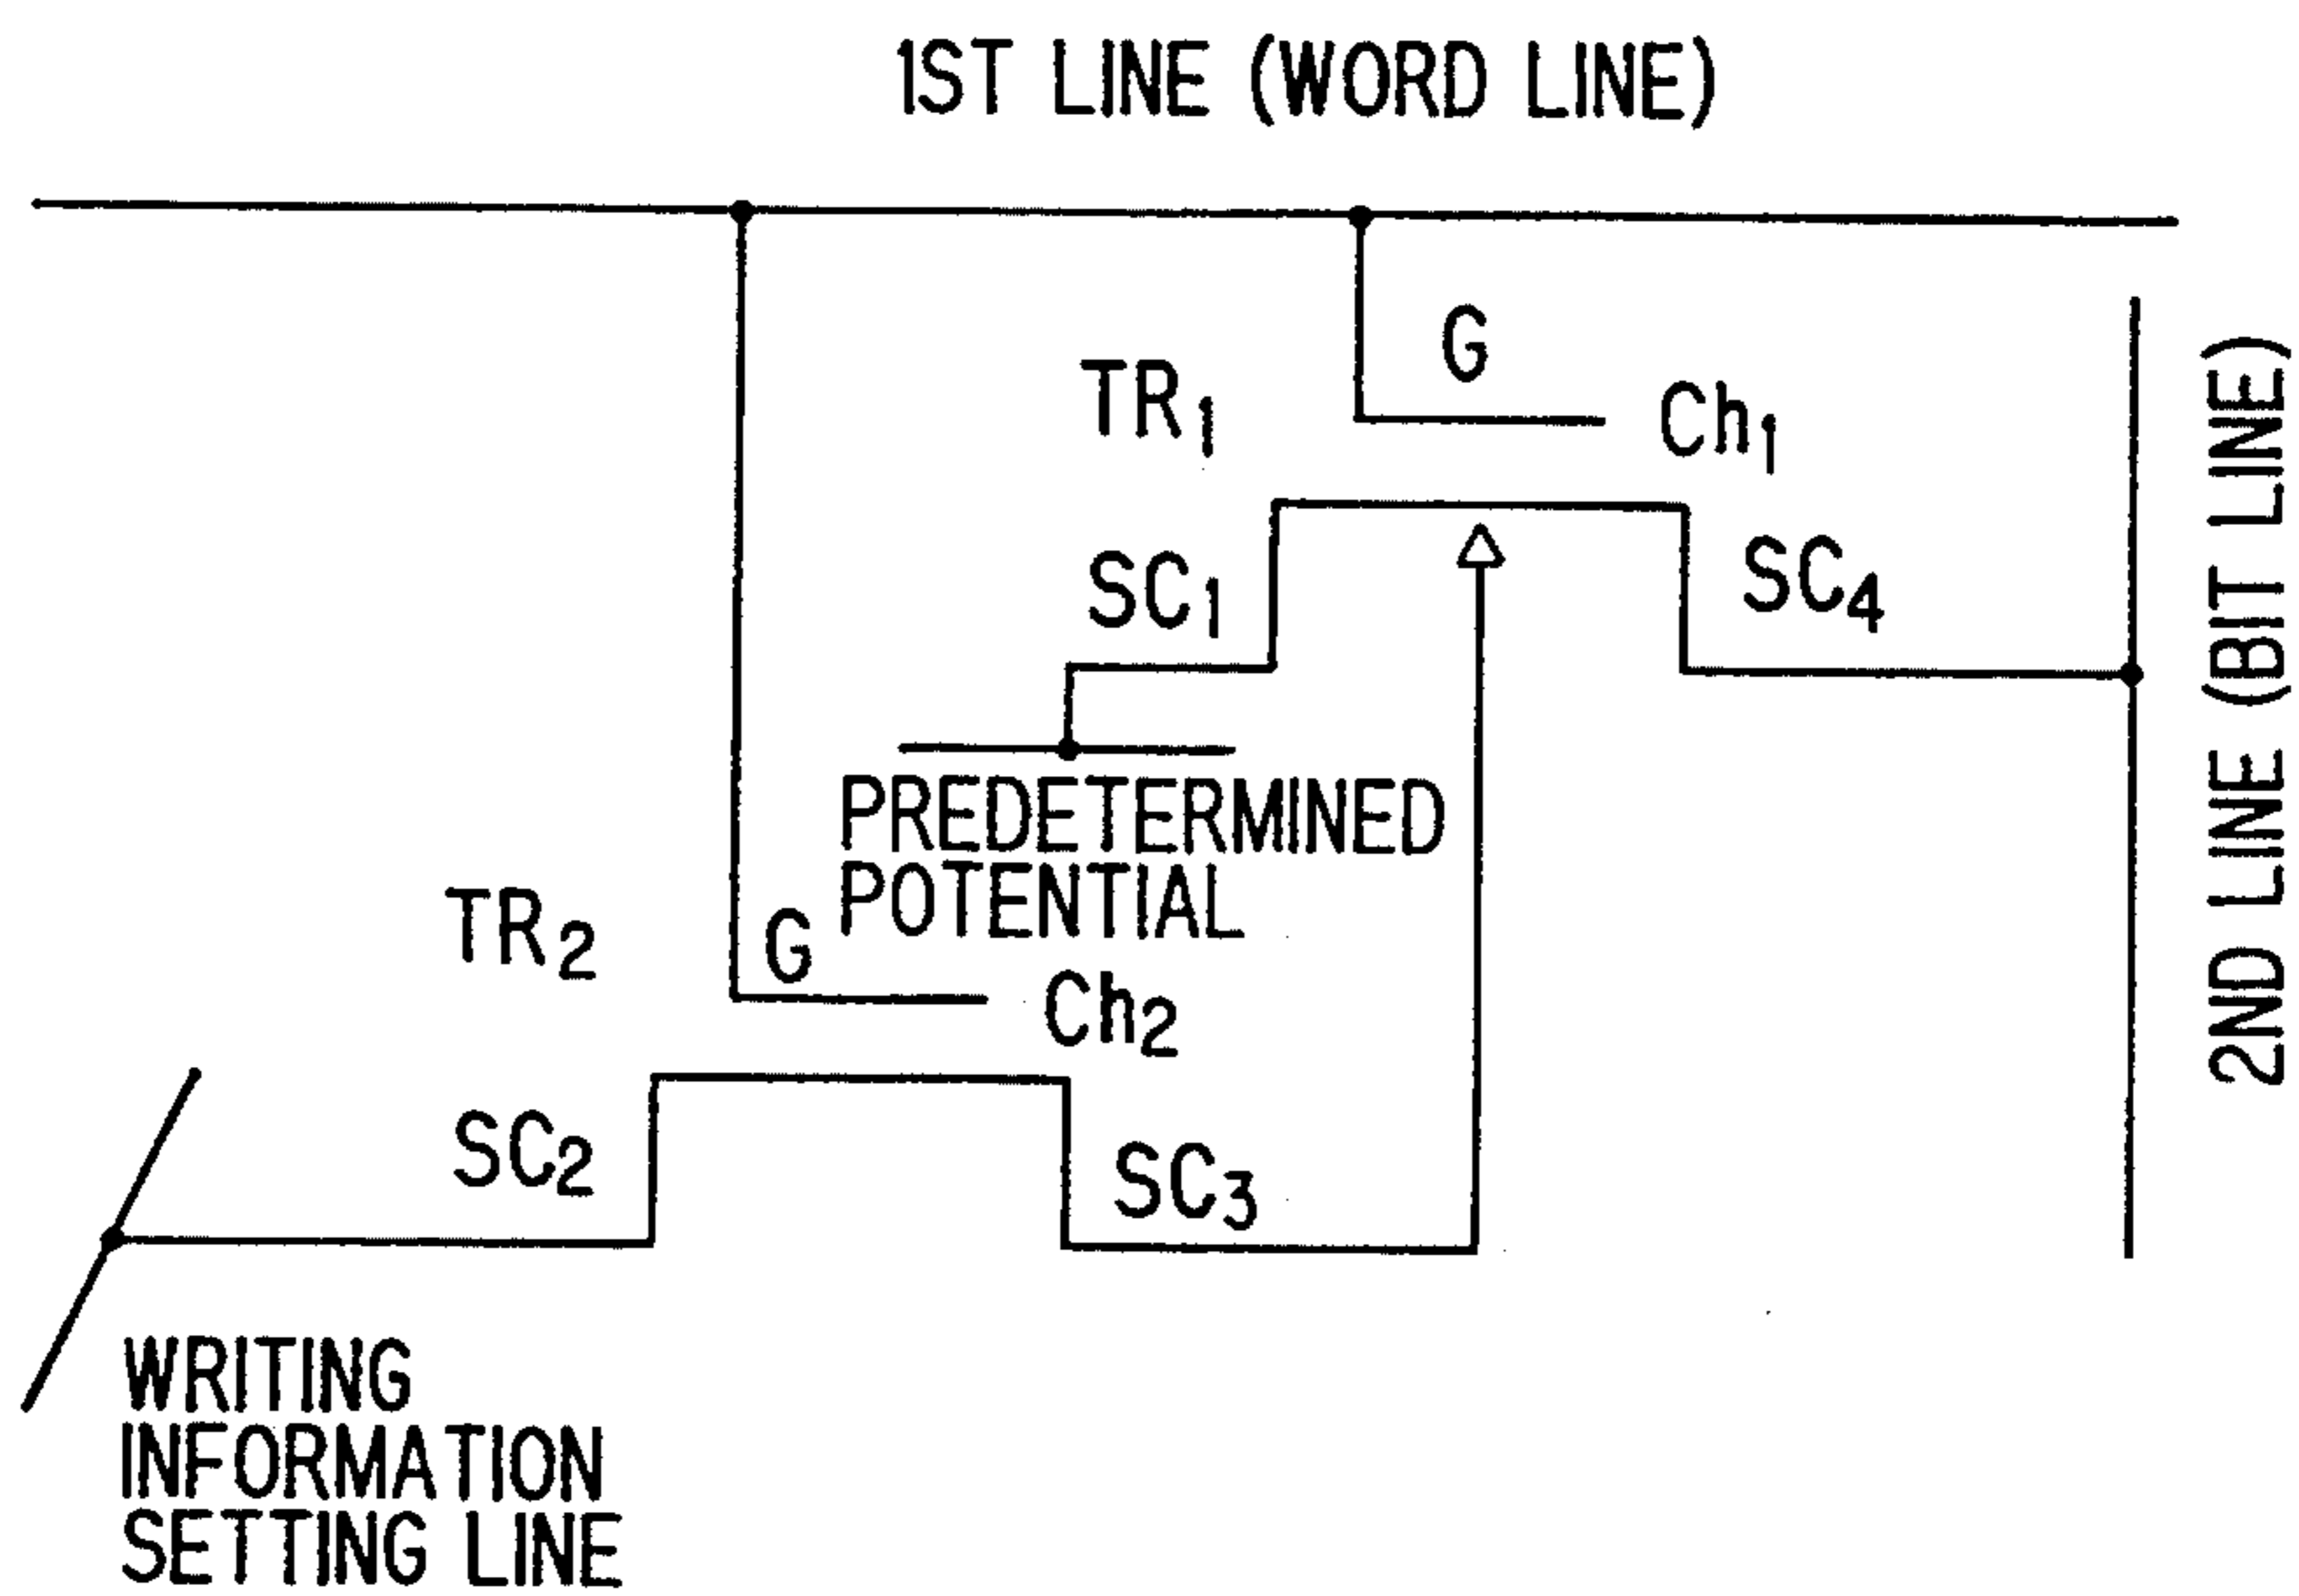 1ST LINE (WORD LINE)
G
TR1
Ch1
SC1
SC4
2ND LINE (BIT LINE)
PREDETERMINED
POTENTIAL
TR2
G
Ch2
SC2
SC3
WRITING
INFORMATION
SETTING LINE